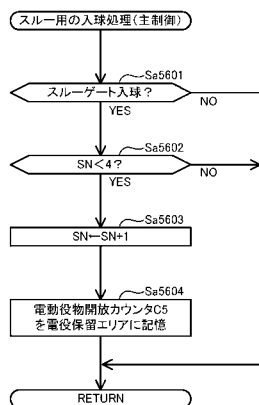 スルー用の入球処理(主制御)
Sa5601
スルーゲート入球?
NO
YES
Sa5602
SN<4?
NO
YES
Sa5603
SN←SN+1
Sa5604
電動役物開放カウンタC5
を電役保留エリアに記憶
RETURN